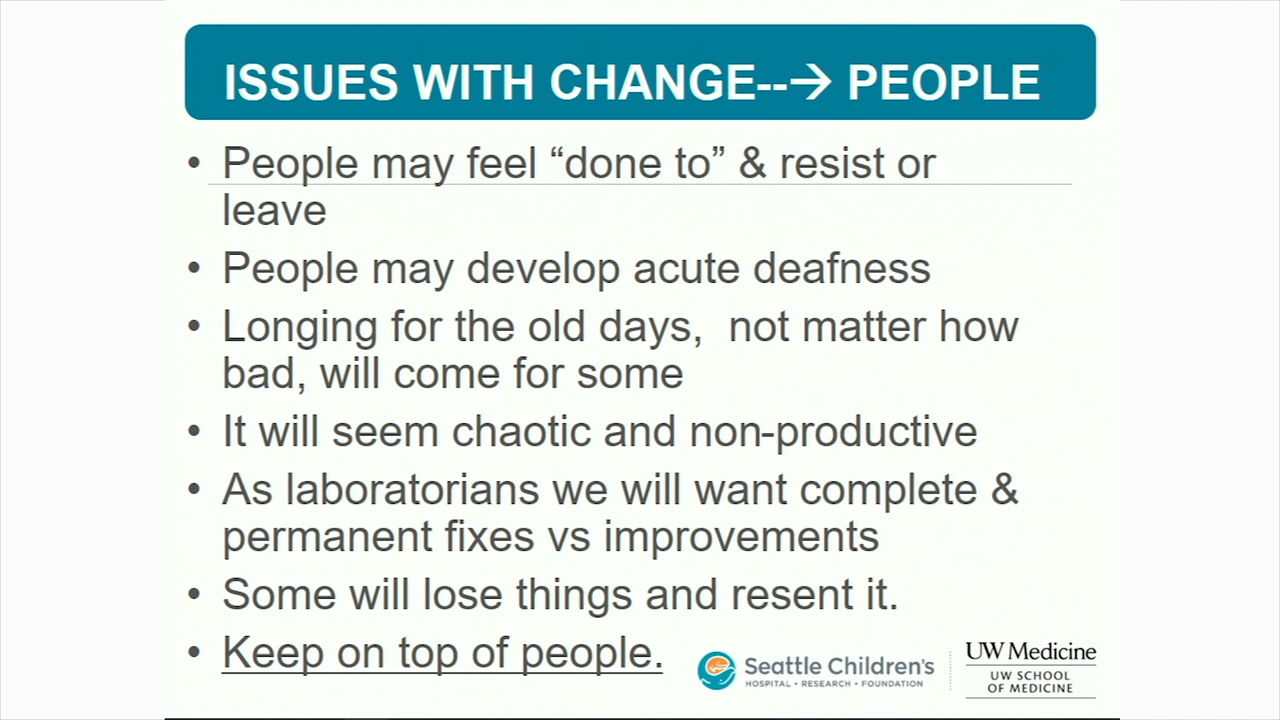 ISSUES WITH CHANGE--→ PEOPLE
• People may feel “done to” & resist or
leave
• People may develop acute deafness
• Longing for the old days,  not matter how
bad, will come for some
• It will seem chaotic and non-productive
• As laboratorians we will want complete &
permanent fixes vs improvements
• Some will lose things and resent it.
• Keep on top of people.
Seattle Children's
HOSPITAL • RESEARCH • FOUNDATION
UW Medicine
UW SCHOOL
OF MEDICINE